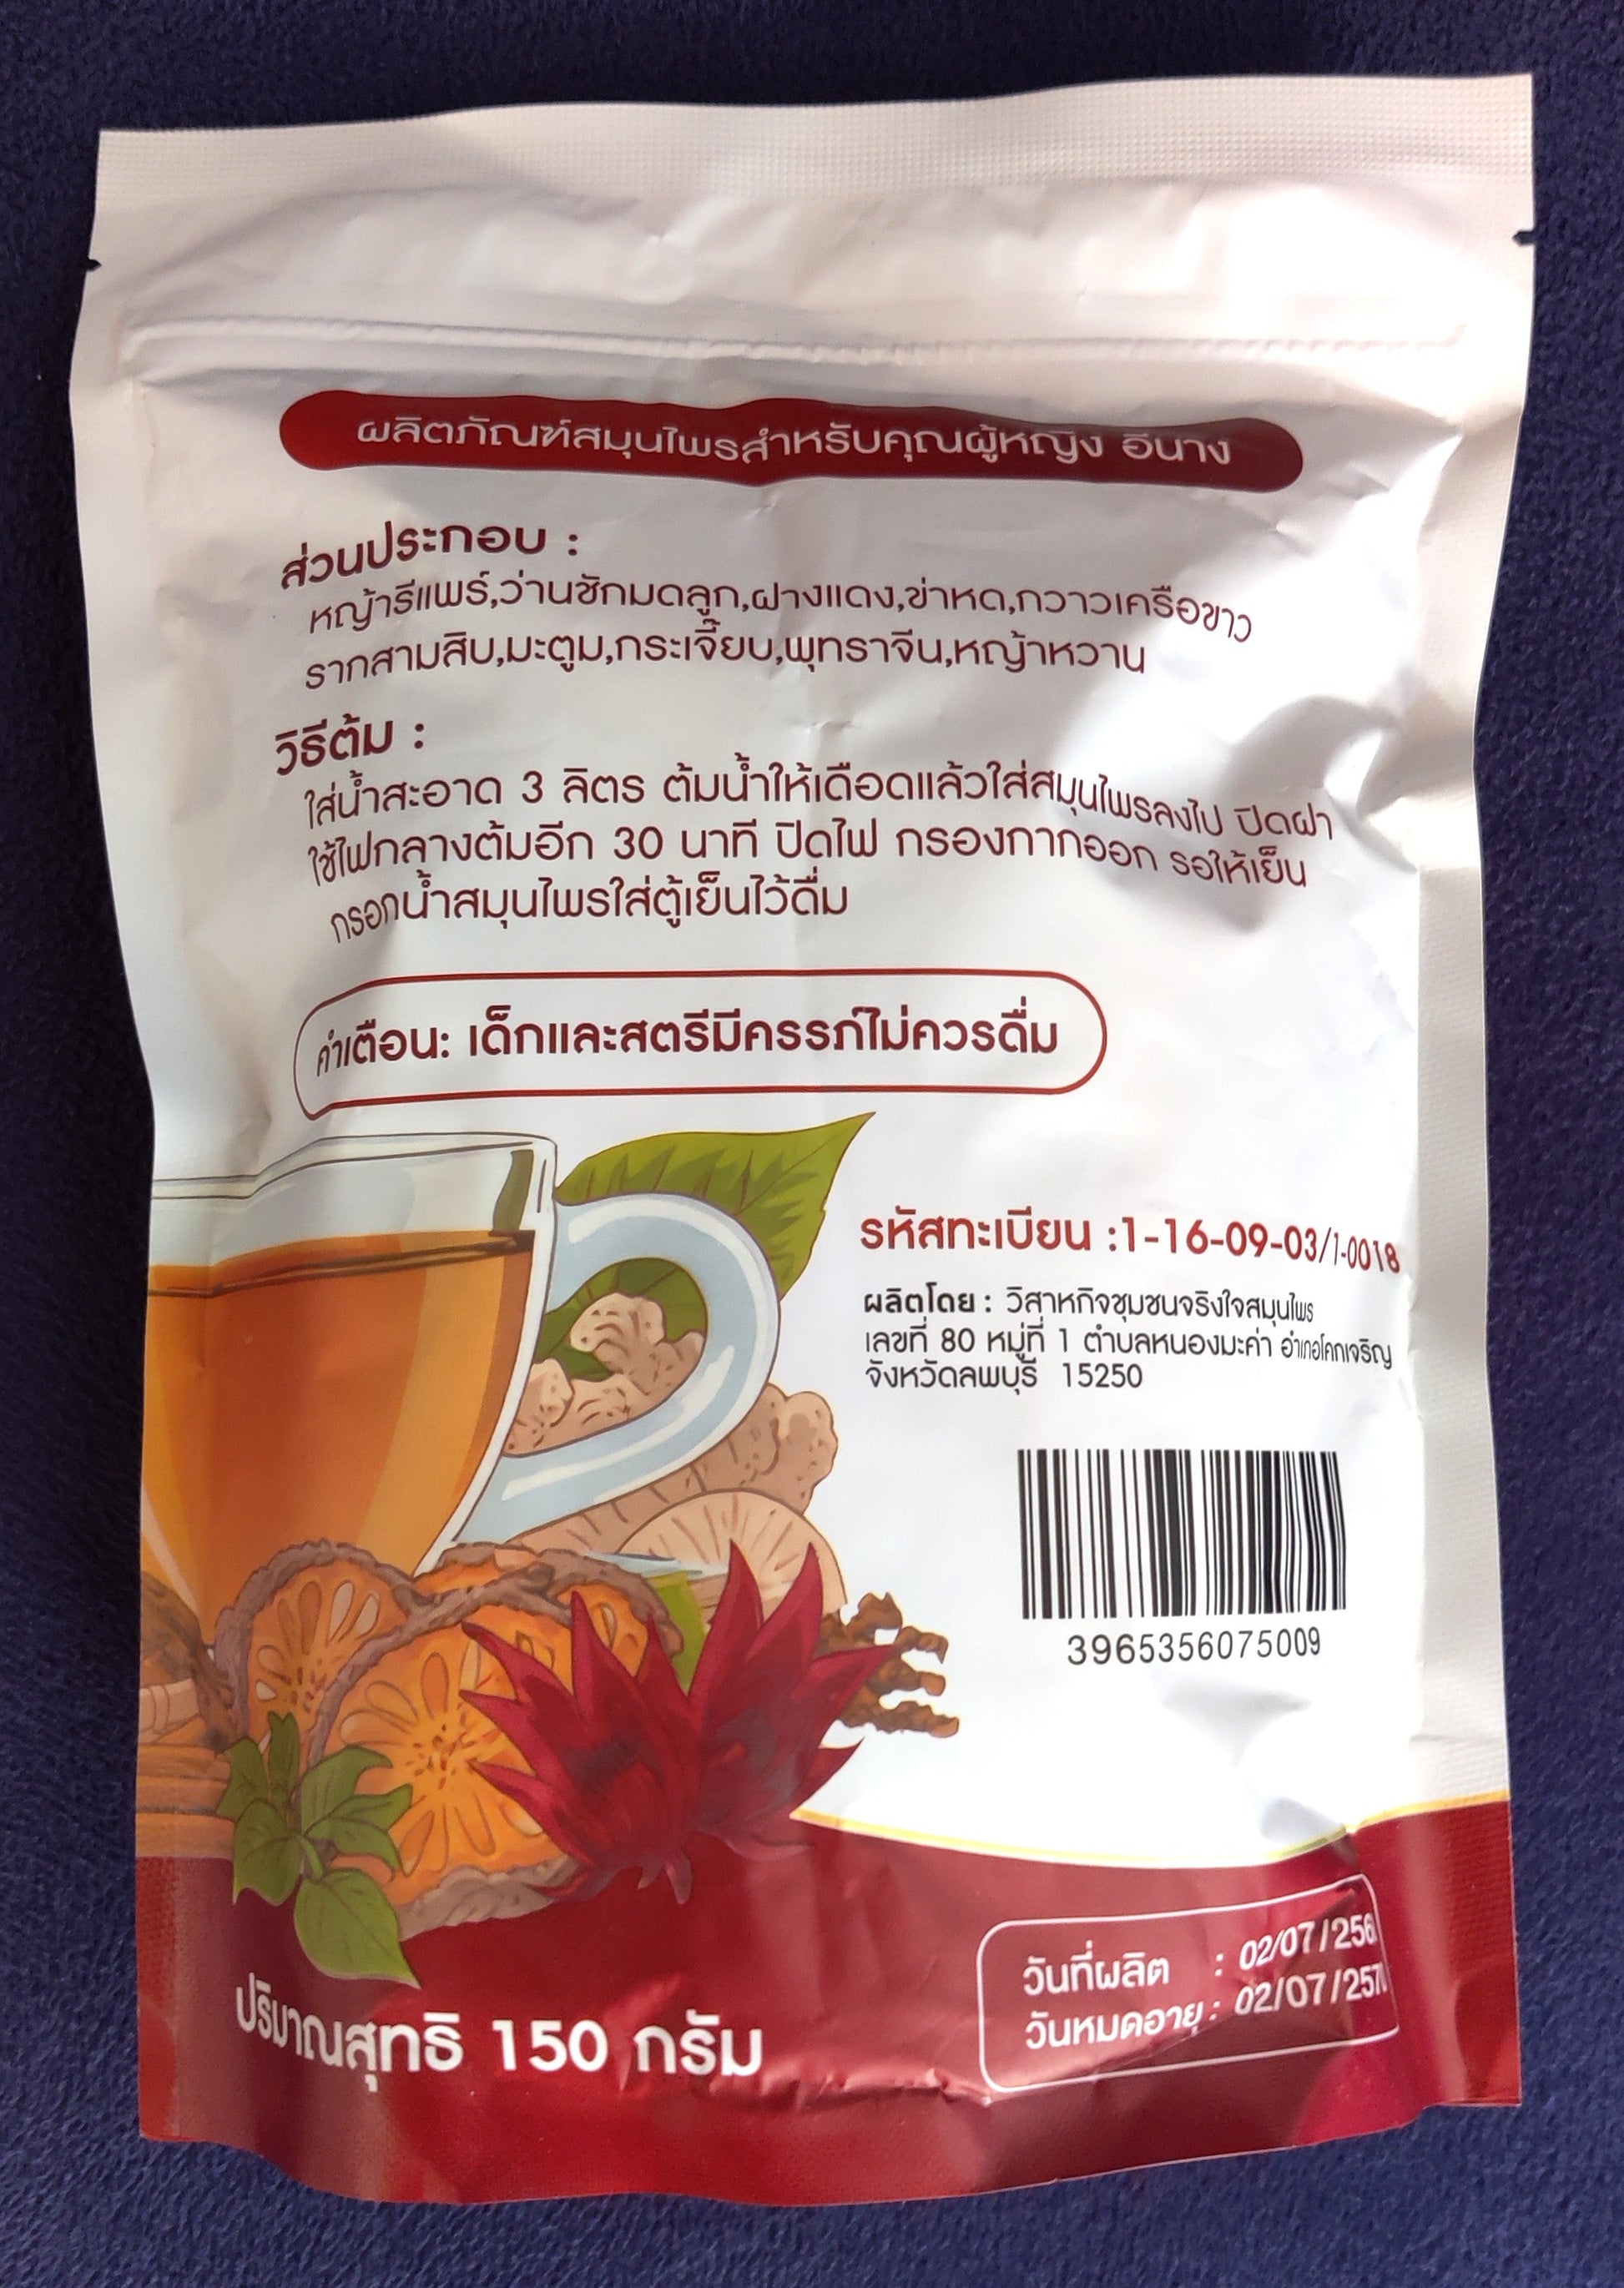 ผลิตภัณฑ์สมุนไพรสำหรับคุณผู้หญิง อีนาง
ส่วนประกอบ :
หญ้ารีแพร์,ว่านชักมดลูก,ฝางแดง,ข่าหด,กวาวเครือขาว
รากสามสิบ,มะตูม,กระเจี๊ยบ,พุทราจีน,หญ้าหวาน
วิธีต้ม :
ใส่น้ำสะอาด 3 ลิตร ต้มน้ำให้เดือดแล้วใส่สมุนไพรลงไป ปิดฝา
ใช้ไฟกลางต้มอีก 30 นาที ปิดไฟ กรองกากออก รอให้เย็น
กรอกน้ำสมุนไพรใส่ตู้เย็นไว้ดื่ม
คำเตือน: เด็กและสตรีมีครรภ์ไม่ควรดื่ม
รหัสทะเบียน :1-16-09-03/1-0018
ผลิตโดย : วิสาหกิจชุมชนจริงใจสมุนไพร
เลขที่ 80 หมู่ที่ 1 ตำบลหนองมะค่า อำเภอโคกเจริญ
จังหวัดลพบุรี 15250
3965356075009
วันที่ผลิต :
วันหมดอายุ :
ปริมาณสุทธิ 150 กรัม